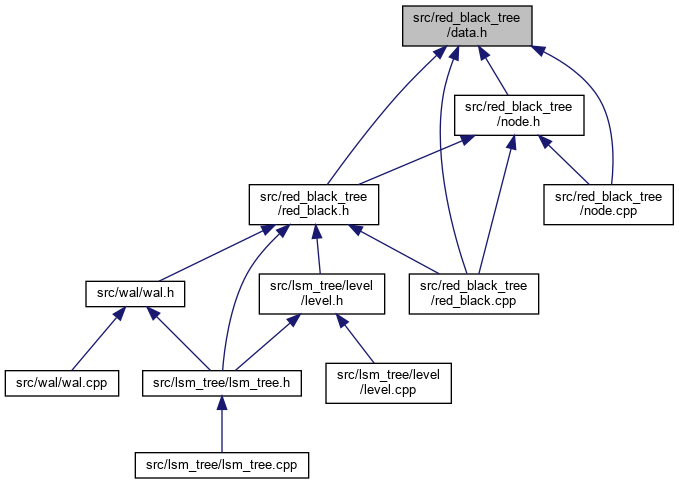 src/red_black_tree
/data.h
src/red_black_tree
/node.h
src/red_black_tree
/red_black.h
src/red_black_tree
/node.cpp
src/wal/wal.h
src/lsm_tree/level
/level.h
src/red_black_tree
/red_black.cpp
src/wal/wal.cpp
src/lsm_tree/lsm_tree.h
src/lsm_tree/level
/level.cpp
src/lsm_tree/lsm_tree.cpp